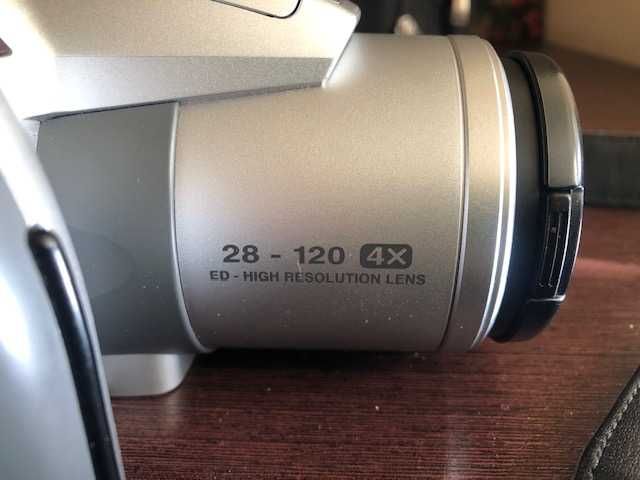 28 - 120 4X
ED - HIGH RESOLUTION LENS